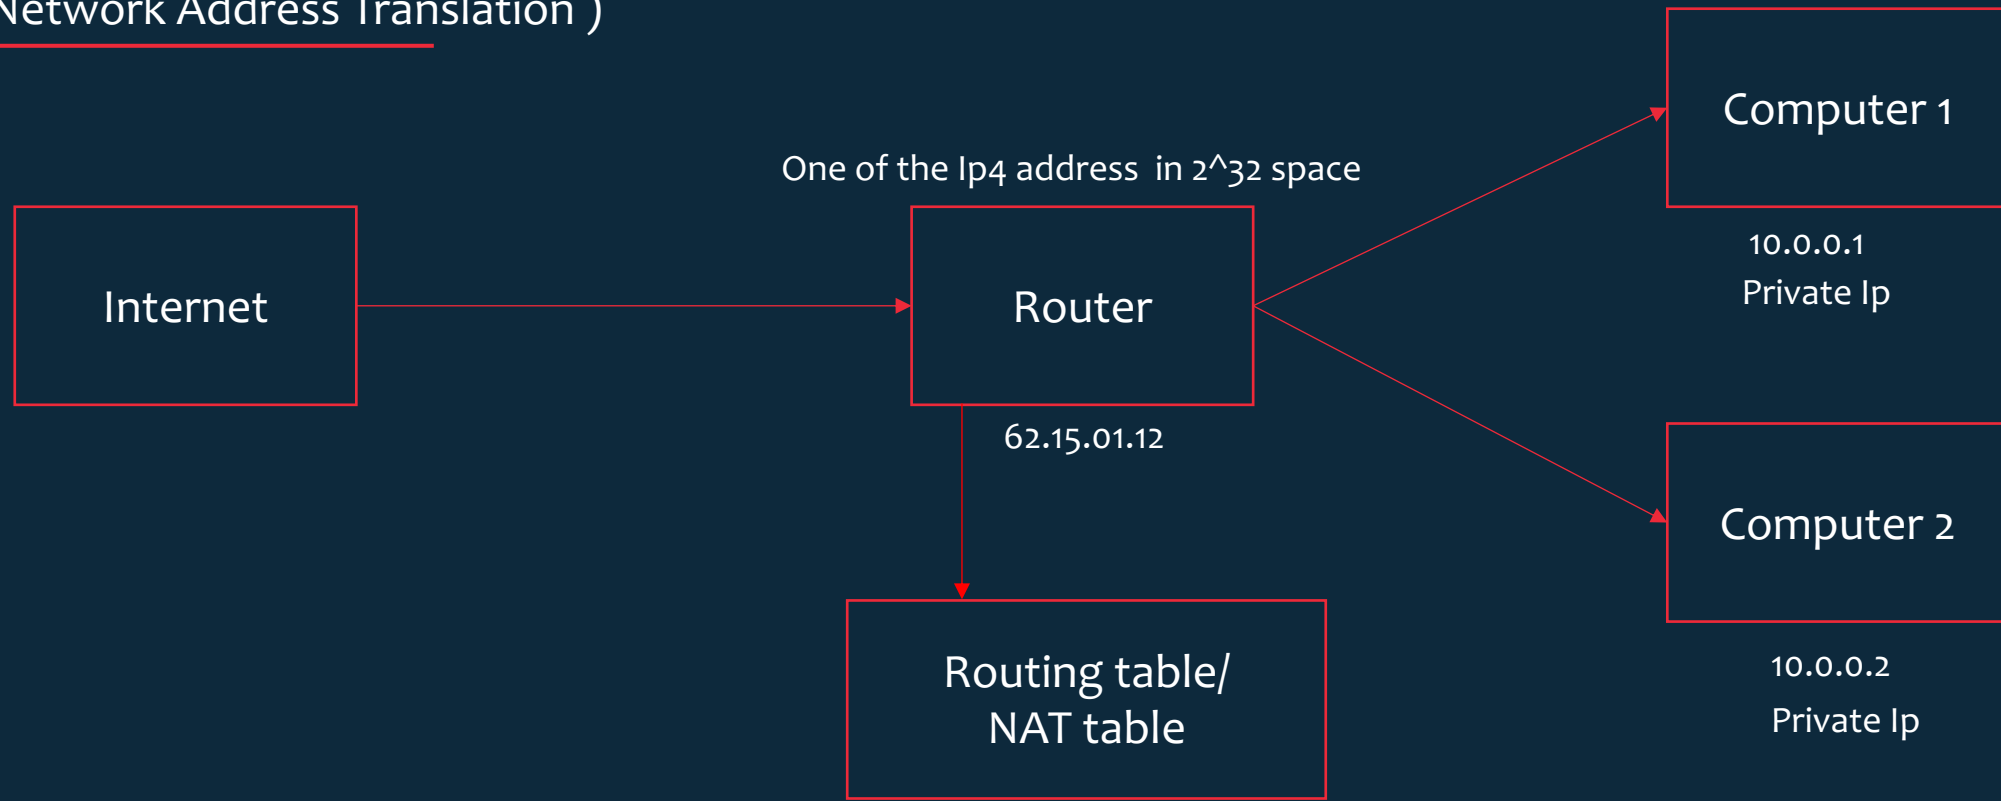 Network Address Translation )
Computer 1
One of the Ip4 address in 2^32 space
10.0.0.1
Private Ip
Internet
Router
62.15.01.12
Computer 2
Routing table/
NAT table
10.0.0.2
Private Ip